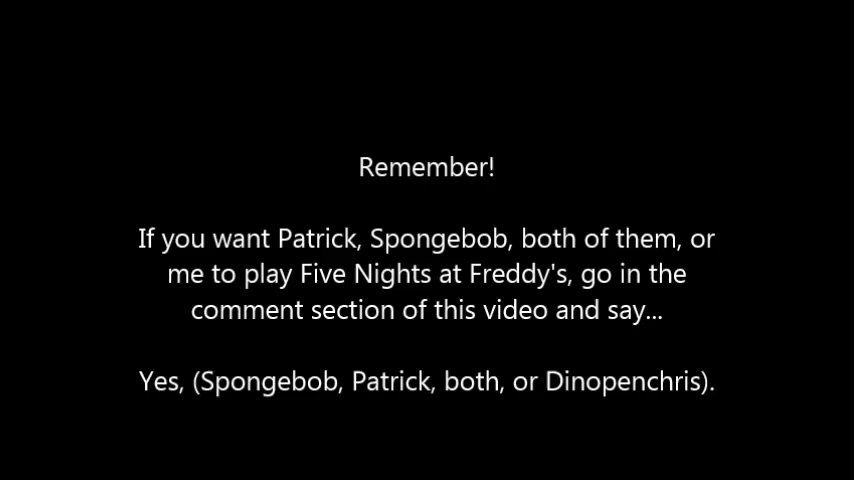 Remember!
If you want Patrick, Spongebob, both of them, or
me to play Five Nights at Freddy's, go in the
comment section of this video and say...
Yes, (Spongebob, Patrick, both, or Dinopenchris).